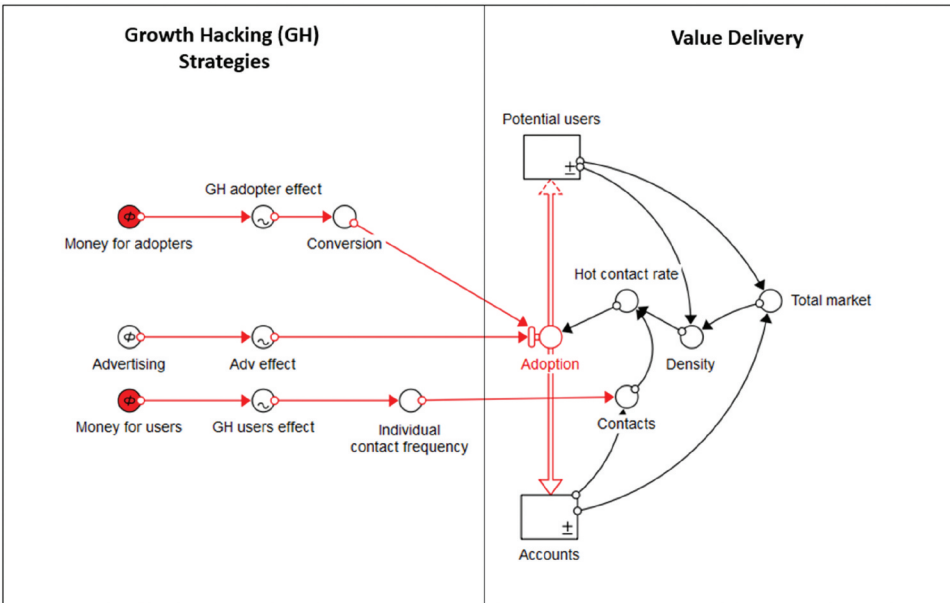 Growth Hacking (GH)
Strategies
Value Delivery
Potential users
GH adopter effect
Money for adopters
Conversion
Hot contact rate
Total market
Advertising
Adv effect
Adoption
Density
Money for users
GH users effect
Individual
contact frequency
Contacts
Accounts